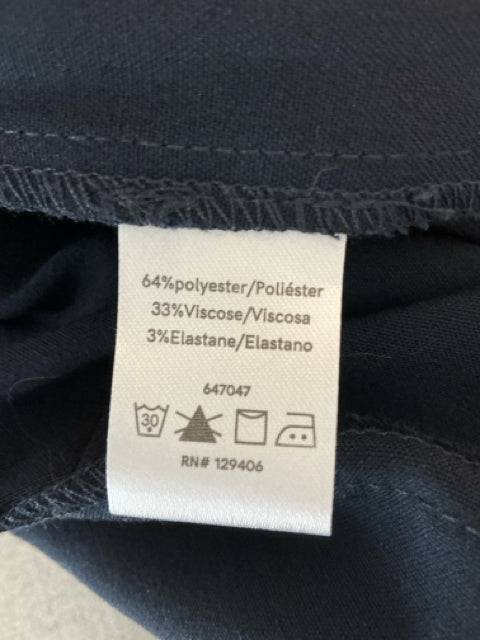 64%polyester/Poliéster
33%Viscose/Viscosa
3%Elastane/Elastano
647047
30
RN# 129406